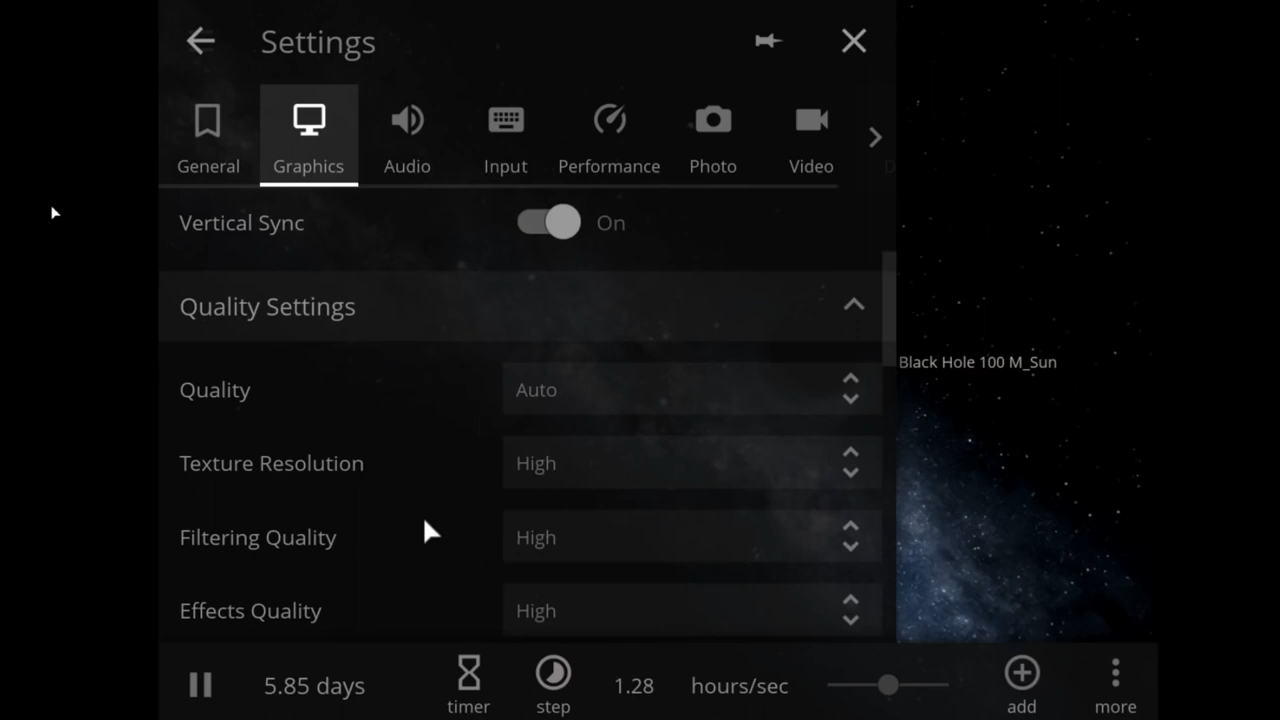 Settings
General Graphics Audio Input Performance Photo Video
Vertical Sync On
Quality Settings
Black Hole 100 M_Sun
Quality Auto
Texture Resolution High
Filtering Quality High
Effects Quality High
5.85 days timer step 1.28 hours/sec add more